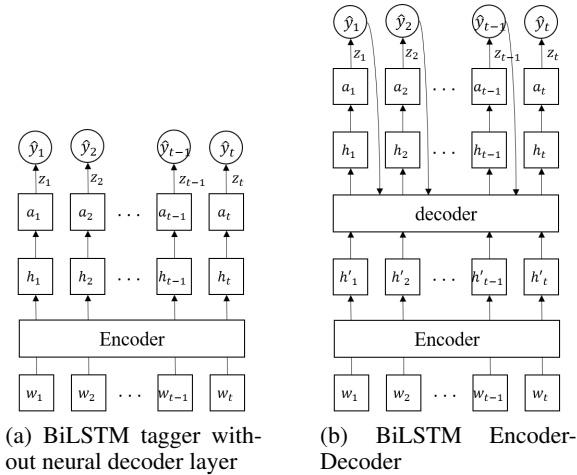 ŷ₁ ŷ₂ ŷₜ₋₁ ŷₜ
z₁ z₂ zₜ₋₁ zₜ
a₁ a₂ . . . aₜ₋₁ aₜ
h₁ h₂ . . . hₜ₋₁ hₜ
Encoder
w₁ w₂ . . . wₜ₋₁ wₜ
(a) BiLSTM tagger with-
out neural decoder layer
ŷ₁ ŷ₂ ŷₜ₋₁ ŷₜ
z₁ z₂ zₜ₋₁ zₜ
a₁ a₂ . . . aₜ₋₁ aₜ
h₁ h₂ . . . hₜ₋₁ hₜ
decoder
h'₁ h'₂ . . . h'ₜ₋₁ h'ₜ
Encoder
w₁ w₂ . . . wₜ₋₁ wₜ
(b) BiLSTM Encoder-
Decoder